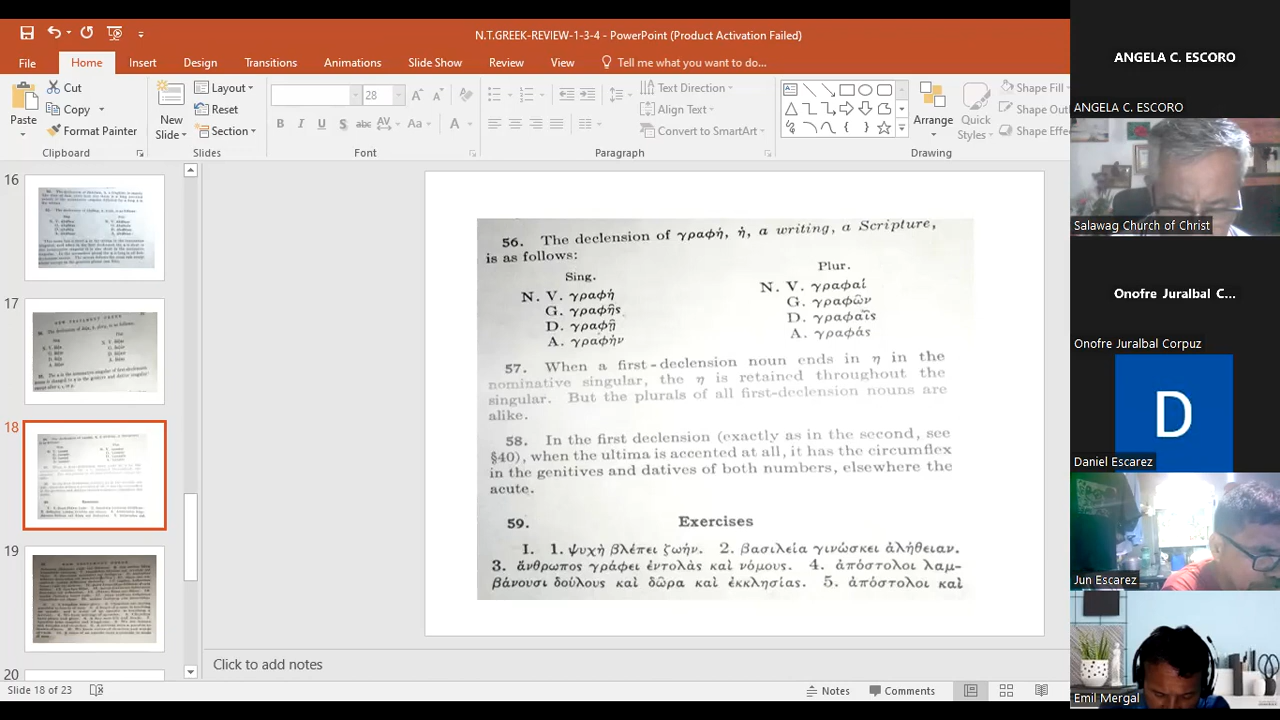 N.T.GREEK-REVIEW-1-3-4 - PowerPoint (Product Activation Failed)
File Home Insert Design Transitions Animations Slide Show Review View Tell me what you want to do...
Paste
Cut
Copy
Format Painter
Clipboard
New Slide
Layout
Reset
Section
Slides
28
B I U S abc AV Aa A
Font
Text Direction
Align Text
Convert to SmartArt
Paragraph
Arrange
Quick Styles
Shape Fill
Shape Out
Shape Effe
Drawing
16
17
18
19
20
56. The declension of γραφή, ἡ, a writing, a Scripture,
is as follows:
Sing.
N. V. γραφή
G. γραφῆς
D. γραφῇ
A. γραφήν
Plur.
N. V. γραφαί
G. γραφῶν
D. γραφαῖς
A. γραφάς
57. When a first-declension noun ends in η in the
nominative singular, the η is retained throughout the
singular. But the plurals of all first-declension nouns are
alike.
58. In the first declension (exactly as in the second, see
§40), when the ultima is accented at all, it has the circumflex
in the genitives and datives of both numbers, elsewhere the
acute.
59. Exercises
I. 1. ψυχὴ βλέπει ζωήν. 2. βασιλεία γινώσκει ἀλήθειαν.
3. ἄνθρωπος γράφει ἐντολὰς καὶ νόμους. 4. ἀπόστολοι λαμ-
βάνουσι δούλους καὶ δῶρα καὶ ἐκκλησίας. 5. ἀπόστολοι καὶ
Click to add notes
Slide 18 of 23
Notes
Comments
ANGELA C. ESCORO
ANGELA C. ESCORO
Salawag Church of Christ
Onofre Juralbal C...
Onofre Juralbal Corpuz
D
Daniel Escarez
Jun Escarez
Emil Mergal